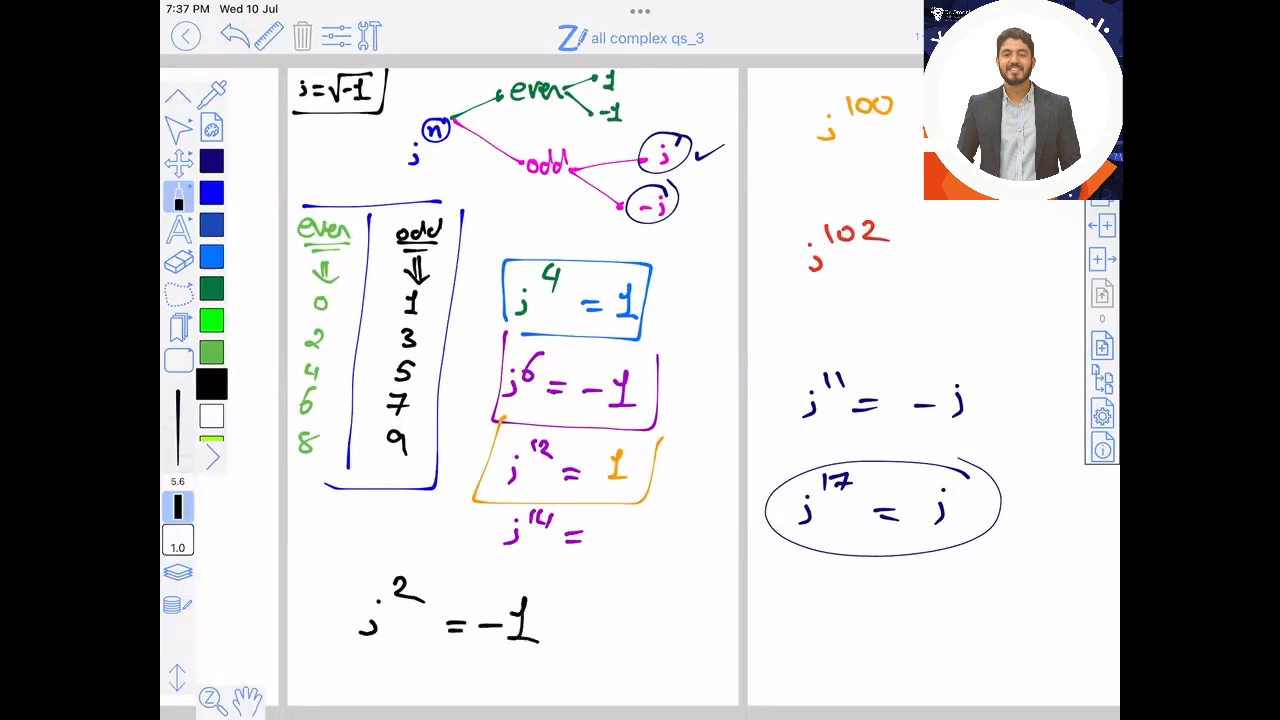 7:37 PM Wed 10 Jul
all complex qs_3
j = √-1
j^n
even
1
-1
odd
j
-j
even odd
0 1
2 3
4 5
6 7
8 9
j^4 = 1
j^6 = -1
j^12 = 1
j^14 =
j^2 = -1
j^100
j^102
j^11 = -j
j^17 = j
5.6
1.0
0